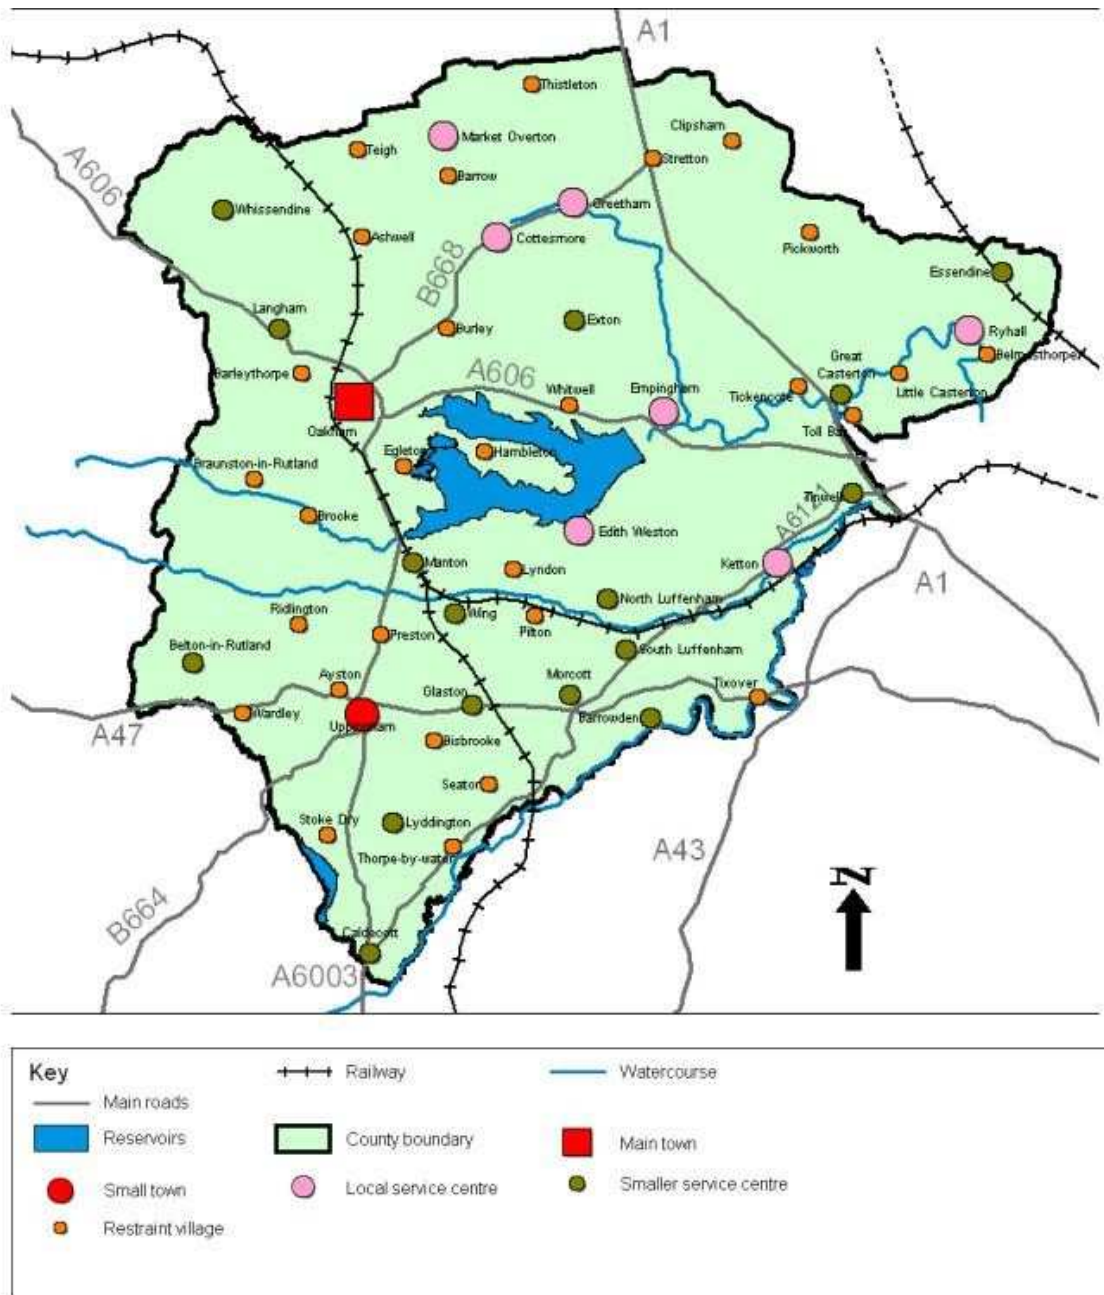 A1
Thistleton
Clipsham
Market Overton
Teigh
Stretton
A606
Barrow
Greetham
Whissendine
Ashwell
Cottesmore
Pickworth
B668
Essendine
Langham
Exton
Burley
Ryhall
Great
Casterton
Belmesthorpe
Barleythorpe
A606
Whitwell
Empingham
Tickencote
Little Casterton
Oakham
Toll Bar
Egleton
Hambleton
Braunston-in-Rutland
Tinwell
A6121
Brooke
Edith Weston
Manton
Lyndon
Ketton
A1
Ridlington
Wing
North Luffenham
Pilton
Preston
Belton-in-Rutland
South Luffenham
Ayston
Glaston
Morcott
Tixover
Wardley
Uppingham
Barrowden
A47
Bisbrooke
Seaton
Stoke Dry
Lyddington
A43
Thorpe-by-water
N
B664
Caldecott
A6003
Key
Railway
Watercourse
Main roads
Reservoirs
County boundary
Main town
Small town
Local service centre
Smaller service centre
Restraint village